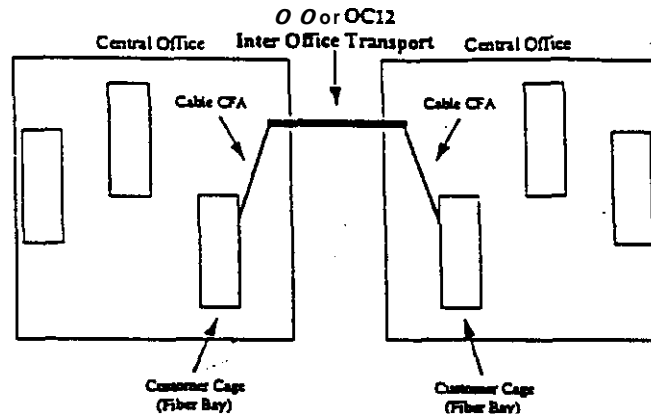 O O or OC12
Inter Office Transport
Central Office
Central Office
Cable CFA
Cable CFA
Customer Cage
(Fiber Bay)
Customer Cage
(Fiber Bay)